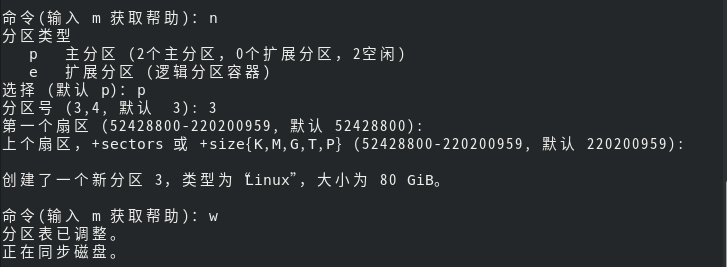 命令(输入 m 获取帮助)： n
分区类型
p 主分区 (2个主分区，0个扩展分区，2空闲)
e 扩展分区 (逻辑分区容器)
选择 (默认 p)： p
分区号 (3,4, 默认  3): 3
第一个扇区 (52428800-220200959, 默认 52428800):
上个扇区，+sectors 或 +size{K,M,G,T,P} (52428800-220200959, 默认 220200959):
创建了一个新分区 3，类型为“Linux”，大小为 80 GiB。
命令(输入 m 获取帮助)： w
分区表已调整。
正在同步磁盘。